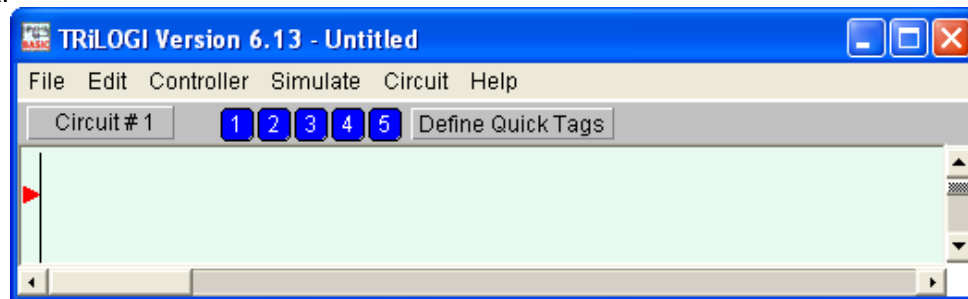 TRiLOGI Version 6.13 - Untitled
File Edit Controller Simulate Circuit Help
Circuit # 1 1 2 3 4 5 Define Quick Tags